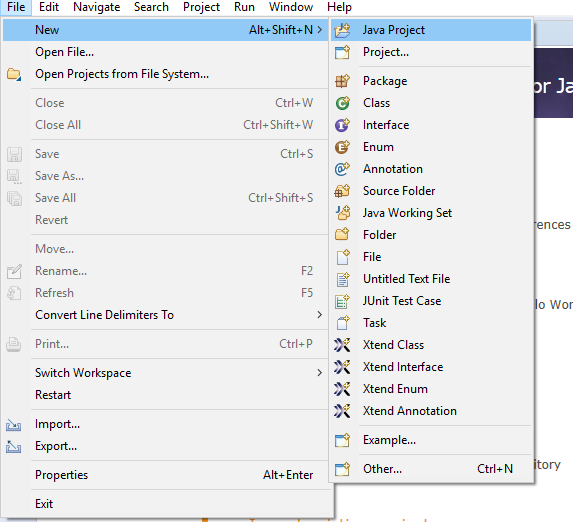 File Edit Navigate Search Project Run Window Help
New Alt+Shift+N
Open File...
Open Projects from File System...
Close Ctrl+W
Close All Ctrl+Shift+W
Save Ctrl+S
Save As...
Save All Ctrl+Shift+S
Revert
Move...
Rename... F2
Refresh F5
Convert Line Delimiters To
Print... Ctrl+P
Switch Workspace
Restart
Import...
Export...
Properties Alt+Enter
Exit
Java Project
Project...
Package
Class
Interface
Enum
Annotation
Source Folder
Java Working Set
Folder
File
Untitled Text File
JUnit Test Case
Task
Xtend Class
Xtend Interface
Xtend Enum
Xtend Annotation
Example...
Other... Ctrl+N
or Ja
erences
lo Wor
itory